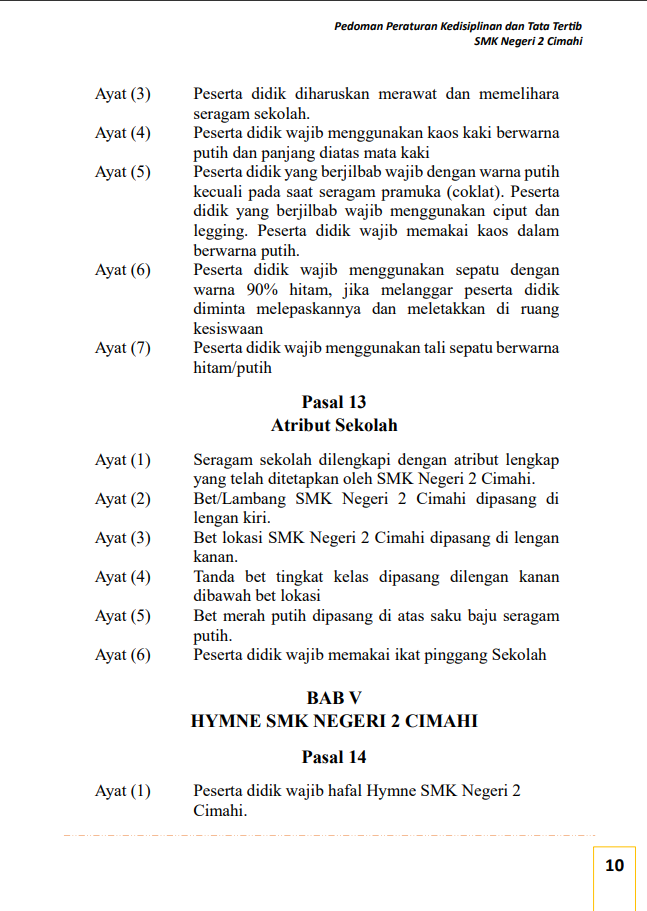 Pedoman Peraturan Kedisiplinan dan Tata Tertib
SMK Negeri 2 Cimahi
Ayat (3) Peserta didik diharuskan merawat dan memelihara
seragam sekolah.
Ayat (4) Peserta didik wajib menggunakan kaos kaki berwarna
putih dan panjang diatas mata kaki
Ayat (5) Peserta didik yang berjilbab wajib dengan warna putih
kecuali pada saat seragam pramuka (coklat). Peserta
didik yang berjilbab wajib menggunakan ciput dan
legging. Peserta didik wajib memakai kaos dalam
berwarna putih.
Ayat (6) Peserta didik wajib menggunakan sepatu dengan
warna 90% hitam, jika melanggar peserta didik
diminta melepaskannya dan meletakkan di ruang
kesiswaan
Ayat (7) Peserta didik wajib menggunakan tali sepatu berwarna
hitam/putih
Pasal 13
Atribut Sekolah
Ayat (1) Seragam sekolah dilengkapi dengan atribut lengkap
yang telah ditetapkan oleh SMK Negeri 2 Cimahi.
Ayat (2) Bet/Lambang SMK Negeri 2 Cimahi dipasang di
lengan kiri.
Ayat (3) Bet lokasi SMK Negeri 2 Cimahi dipasang di lengan
kanan.
Ayat (4) Tanda bet tingkat kelas dipasang dilengan kanan
dibawah bet lokasi
Ayat (5) Bet merah putih dipasang di atas saku baju seragam
putih.
Ayat (6) Peserta didik wajib memakai ikat pinggang Sekolah
BAB V
HYMNE SMK NEGERI 2 CIMAHI
Pasal 14
Ayat (1) Peserta didik wajib hafal Hymne SMK Negeri 2
Cimahi.
10